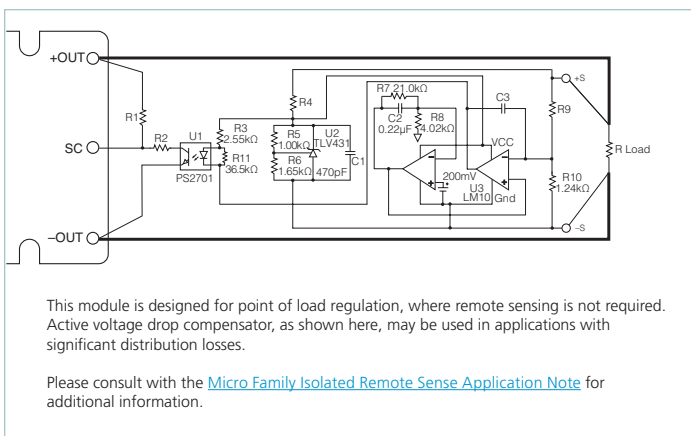 +OUT
R1
SC
R2
U1
PS2701
−OUT
R3
2.55kΩ
R11
36.5kΩ
R4
R5
1.00kΩ
R6
1.65kΩ
U2
TLV431
470pF
C1
R7 21.0kΩ
C2
0.22µF
R8
4.02kΩ
200mV
C3
VCC
U3
LM10
Gnd
+S
R9
R10
1.24kΩ
−S
R Load
This module is designed for point of load regulation, where remote sensing is not required.
Active voltage drop compensator, as shown here, may be used in applications with
significant distribution losses.
Please consult with the Micro Family Isolated Remote Sense Application Note for
additional information.